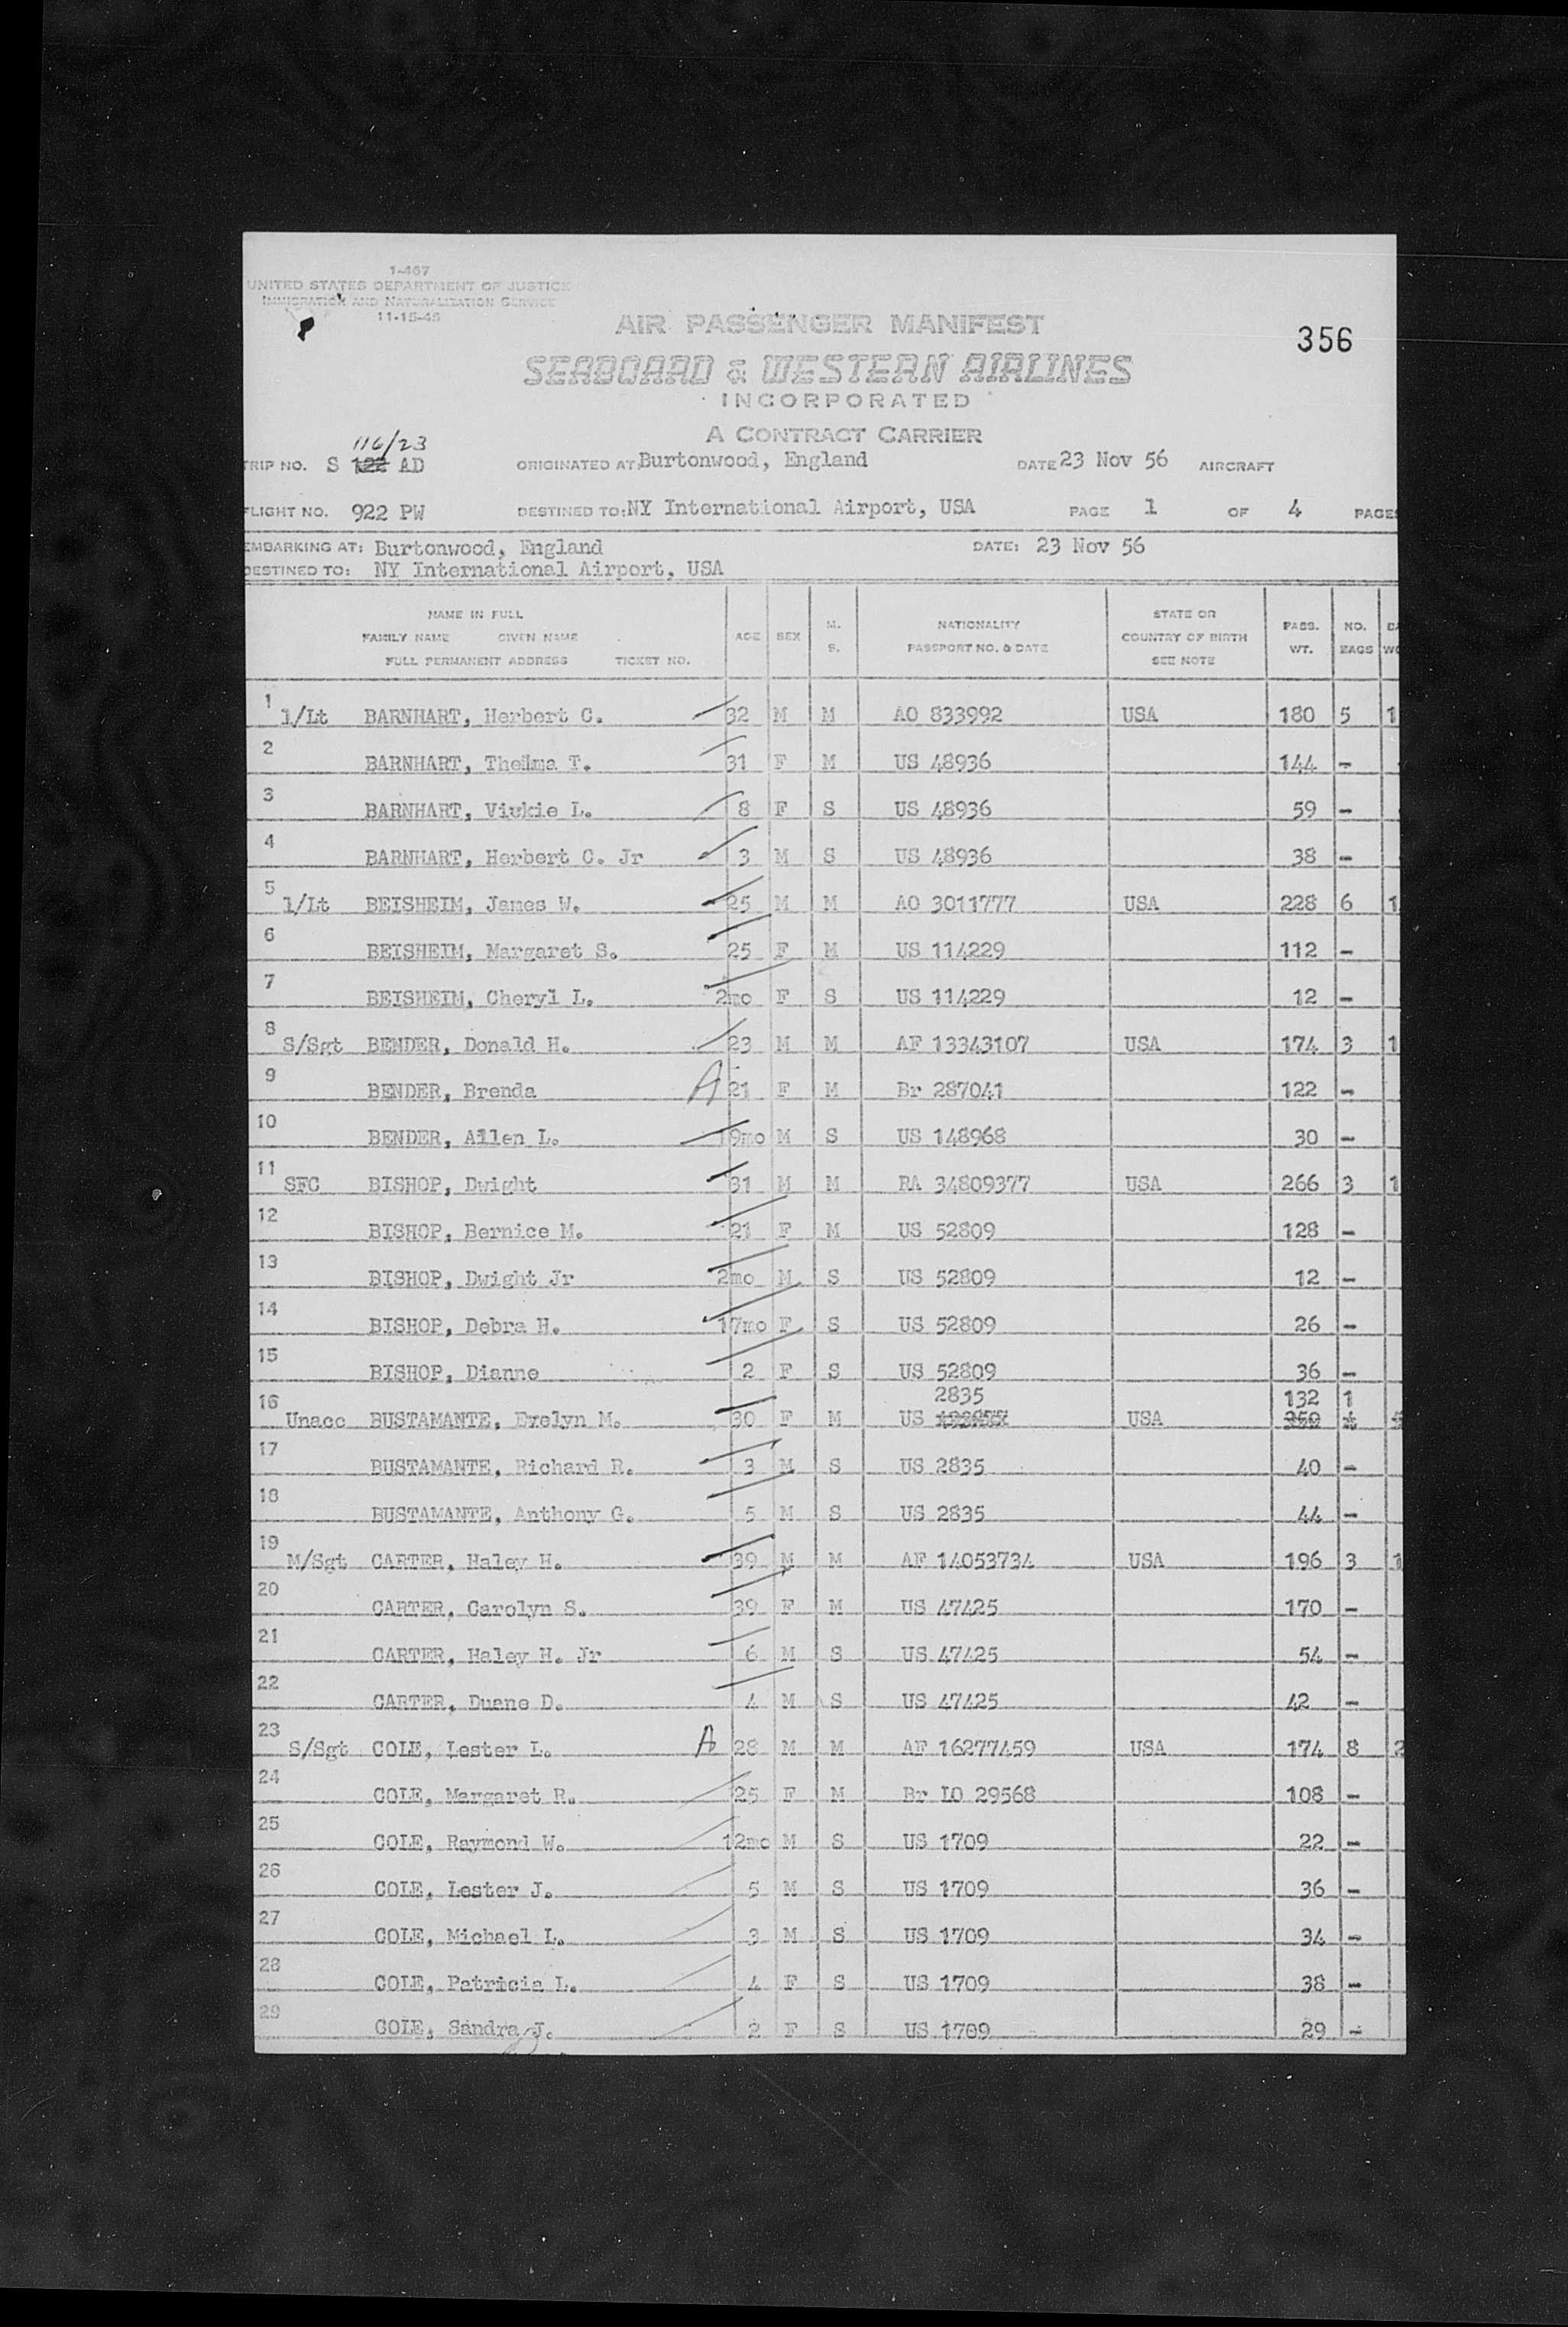 1-467
UNITED STATES DEPARTMENT OF JUSTICE
IMMIGRATION AND NATURALIZATION SERVICE
11-15-48
AIR PASSENGER MANIFEST
356
SEABOARD & WESTERN AIRLINES
INCORPORATED
A CONTRACT CARRIER
116/23
TRIP NO. S 122 AD ORIGINATED AT: Burtonwood, England DATE 23 Nov 56 AIRCRAFT
FLIGHT NO. 922 PW DESTINED TO: NY International Airport, USA PAGE 1 OF 4 PAGES
EMBARKING AT: Burtonwood, England DATE: 23 Nov 56
DESTINED TO: NY International Airport, USA
NAME IN FULL
FAMILY NAME GIVEN NAME
FULL PERMANENT ADDRESS TICKET NO.
AGE SEX M. S.
NATIONALITY
PASSPORT NO. & DATE
STATE OR
COUNTRY OF BIRTH
SEE NOTE
PASS. WT.
NO. BAGS
1 1/Lt BARNHART, Herbert C. 32 M M AO 833992 USA 180 5 1
2 BARNHART, Thelma T. 31 F M US 48936 144 -
3 BARNHART, Vickie L. 8 F S US 48936 59 -
4 BARNHART, Herbert C. Jr 3 M S US 48936 38 -
5 1/Lt BEISHEIM, James W. 25 M M AO 3011777 USA 228 6 1
6 BEISHEIM, Margaret S. 25 F M US 114229 112 -
7 BEISHEIM, Cheryl L. 2mo F S US 114229 12 -
8 S/Sgt BENDER, Donald H. 23 M M AF 13343107 USA 174 3 1
9 BENDER, Brenda A 21 F M Br 287041 122 -
10 BENDER, Allen L. 19mo M S US 148968 30 -
11 SFC BISHOP, Dwight 31 M M RA 34809377 USA 266 3 1
12 BISHOP, Bernice M. 21 F M US 52809 128 -
13 BISHOP, Dwight Jr 2mo M S US 52809 12 -
14 BISHOP, Debra H. 17mo F S US 52809 26 -
15 BISHOP, Dianne 2 F S US 52809 36 -
2835 132 1
16 Unacc BUSTAMANTE, Evelyn M. 30 F M US USA
17 BUSTAMANTE, Richard R. 3 M S US 2835 40 -
18 BUSTAMANTE, Anthony G. 5 M S US 2835 44 -
19 M/Sgt CARTER, Haley H. 39 M M AF 14053734 USA 196 3 1
20 CARTER, Carolyn S. 39 F M US 47425 170 -
21 CARTER, Haley H. Jr 6 M S US 47425 54 -
22 CARTER, Duane D. 4 M S US 47425 42 -
23 S/Sgt COLE, Lester L. A 28 M M AF 16277459 USA 174 8 2
24 COLE, Margaret R. 25 F M Br LO 29568 108 -
25 COLE, Raymond W. 12mo M S US 1709 22 -
26 COLE, Lester J. 5 M S US 1709 36 -
27 COLE, Michael L. 3 M S US 1709 34 -
28 COLE, Patricia L. 4 F S US 1709 38 -
29 COLE, Sandra J. 2 F S US 1709 29 -